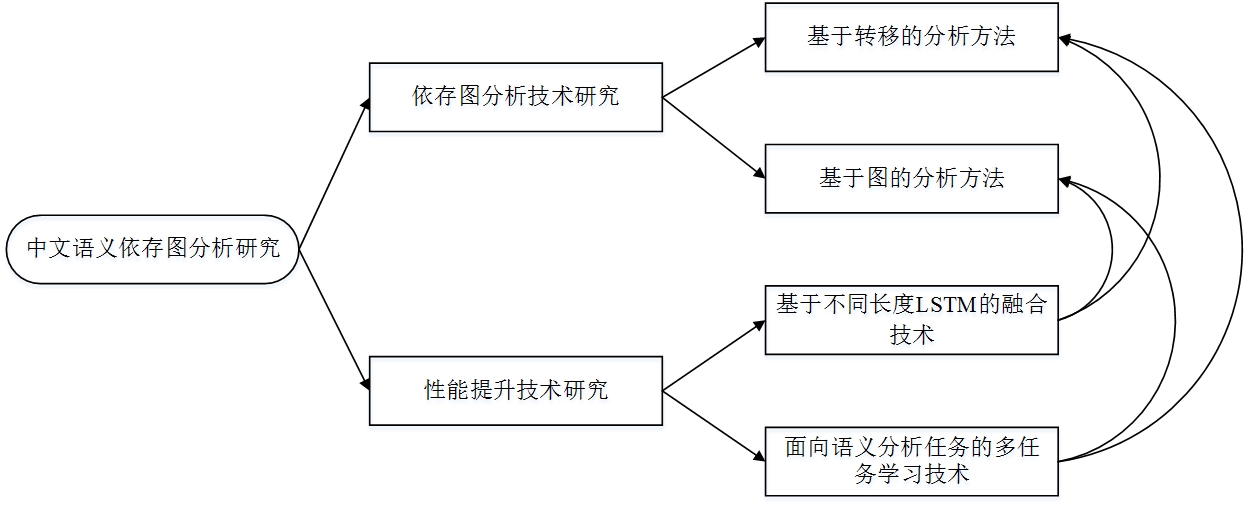 基于转移的分析方法
依存图分析技术研究
基于图的分析方法
中文语义依存图分析研究
基于不同长度LSTM的融合
技术
性能提升技术研究
面向语义分析任务的多任
务学习技术